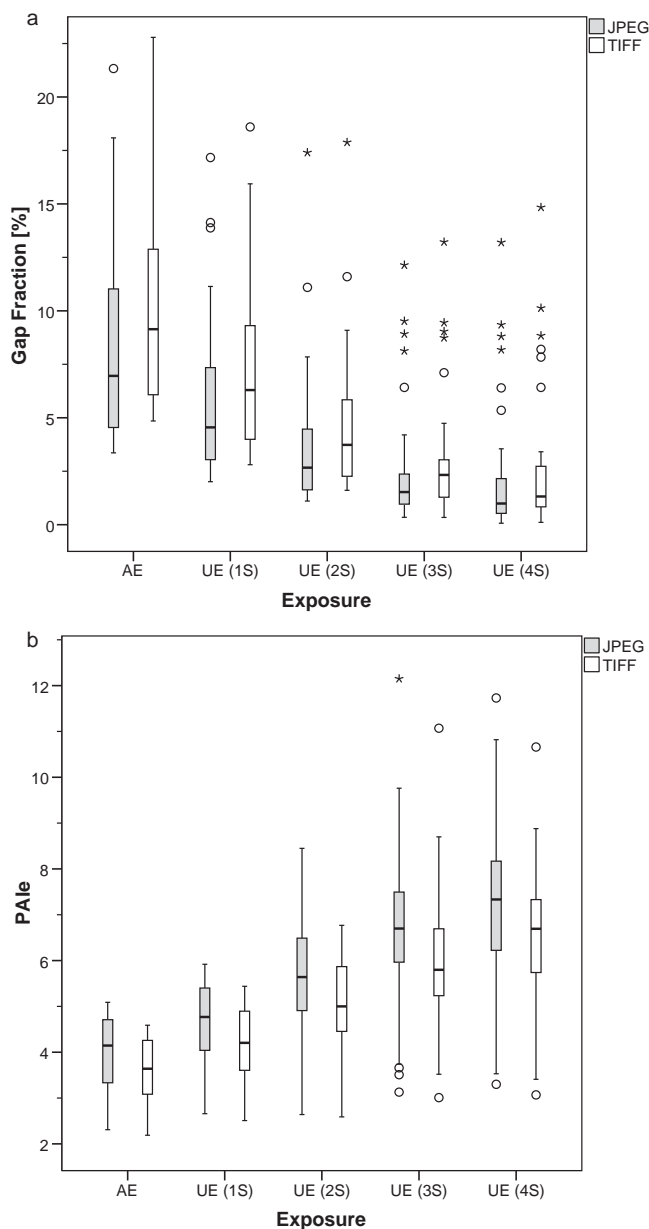 a
JPEG
TIFF
20
15
10
5
0
Gap Fraction [%]
AE UE (1S) UE (2S) UE (3S) UE (4S)
Exposure
b
JPEG
TIFF
12
10
8
6
4
2
PAIe
AE UE (1S) UE (2S) UE (3S) UE (4S)
Exposure